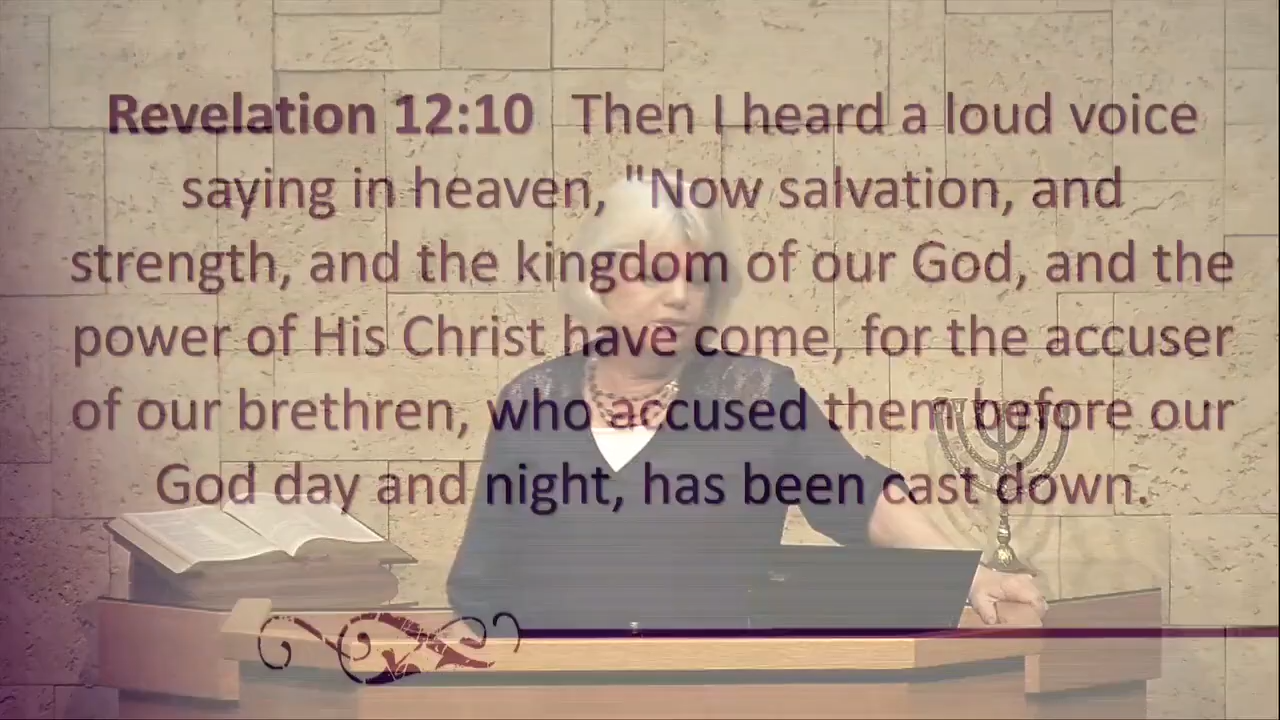 Revelation 12:10 Then I heard a loud voice
saying in heaven, "Now salvation, and
strength, and the kingdom of our God, and the
power of His Christ have come, for the accuser
of our brethren, who accused them before our
God day and night, has been cast down.